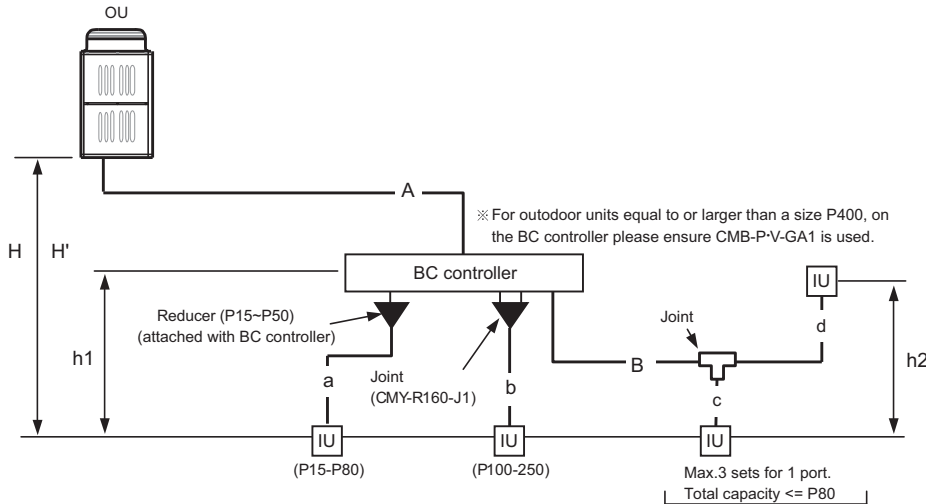 OU
A
※ For outodoor units equal to or larger than a size P400, on
the BC controller please ensure CMB-P·V-GA1 is used.
H
H'
BC controller
IU
Reducer (P15~P50)
(attached with BC controller)
Joint
d
h1
h2
B
a
Joint
(CMY-R160-J1)
b
c
IU
IU
IU
(P15-P80)
(P100-250)
Max.3 sets for 1 port.
Total capacity <= P80